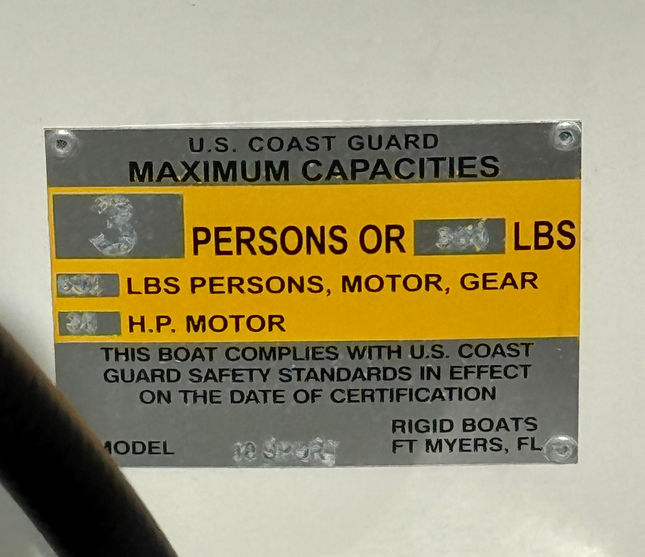 U.S. COAST GUARD
MAXIMUM CAPACITIES
3 PERSONS OR LBS
LBS PERSONS, MOTOR, GEAR
H.P. MOTOR
THIS BOAT COMPLIES WITH U.S. COAST
GUARD SAFETY STANDARDS IN EFFECT
ON THE DATE OF CERTIFICATION
RIGID BOATS
MODEL FT MYERS, FL